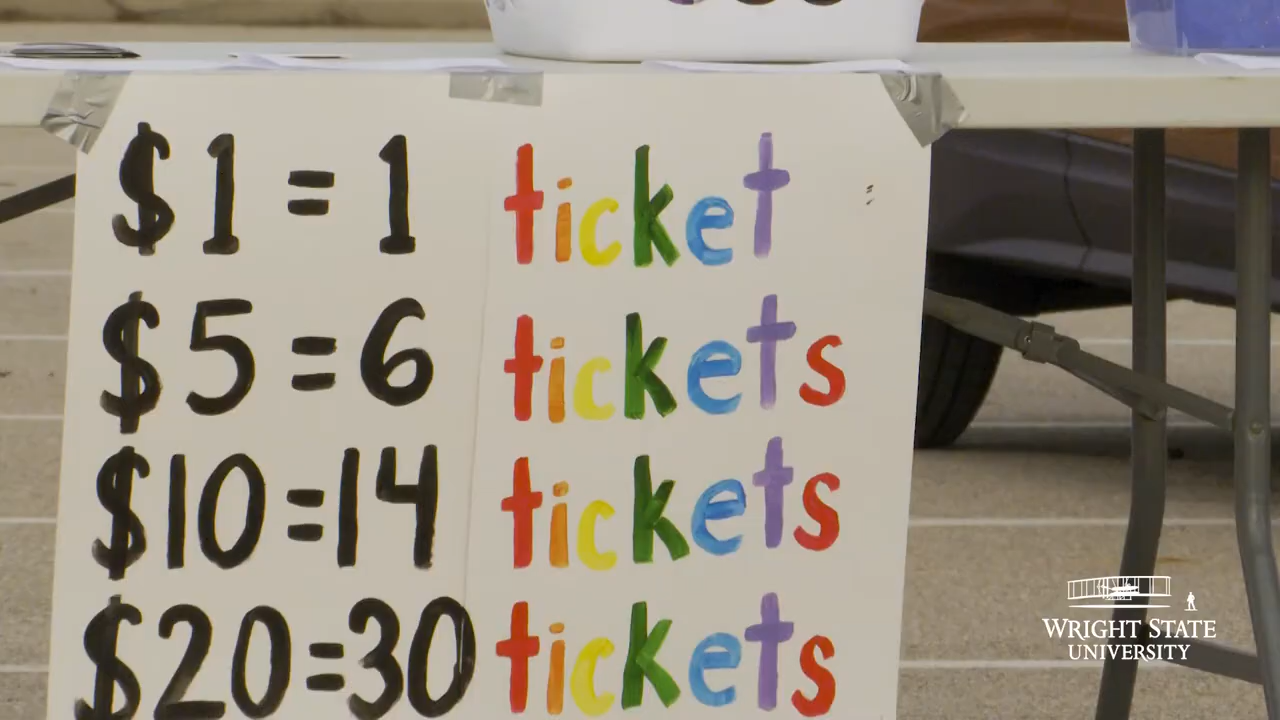 $1 = 1 ticket
$5 = 6 tickets
$10 = 14 tickets
$20 = 30 tickets
WRIGHT STATE
UNIVERSITY